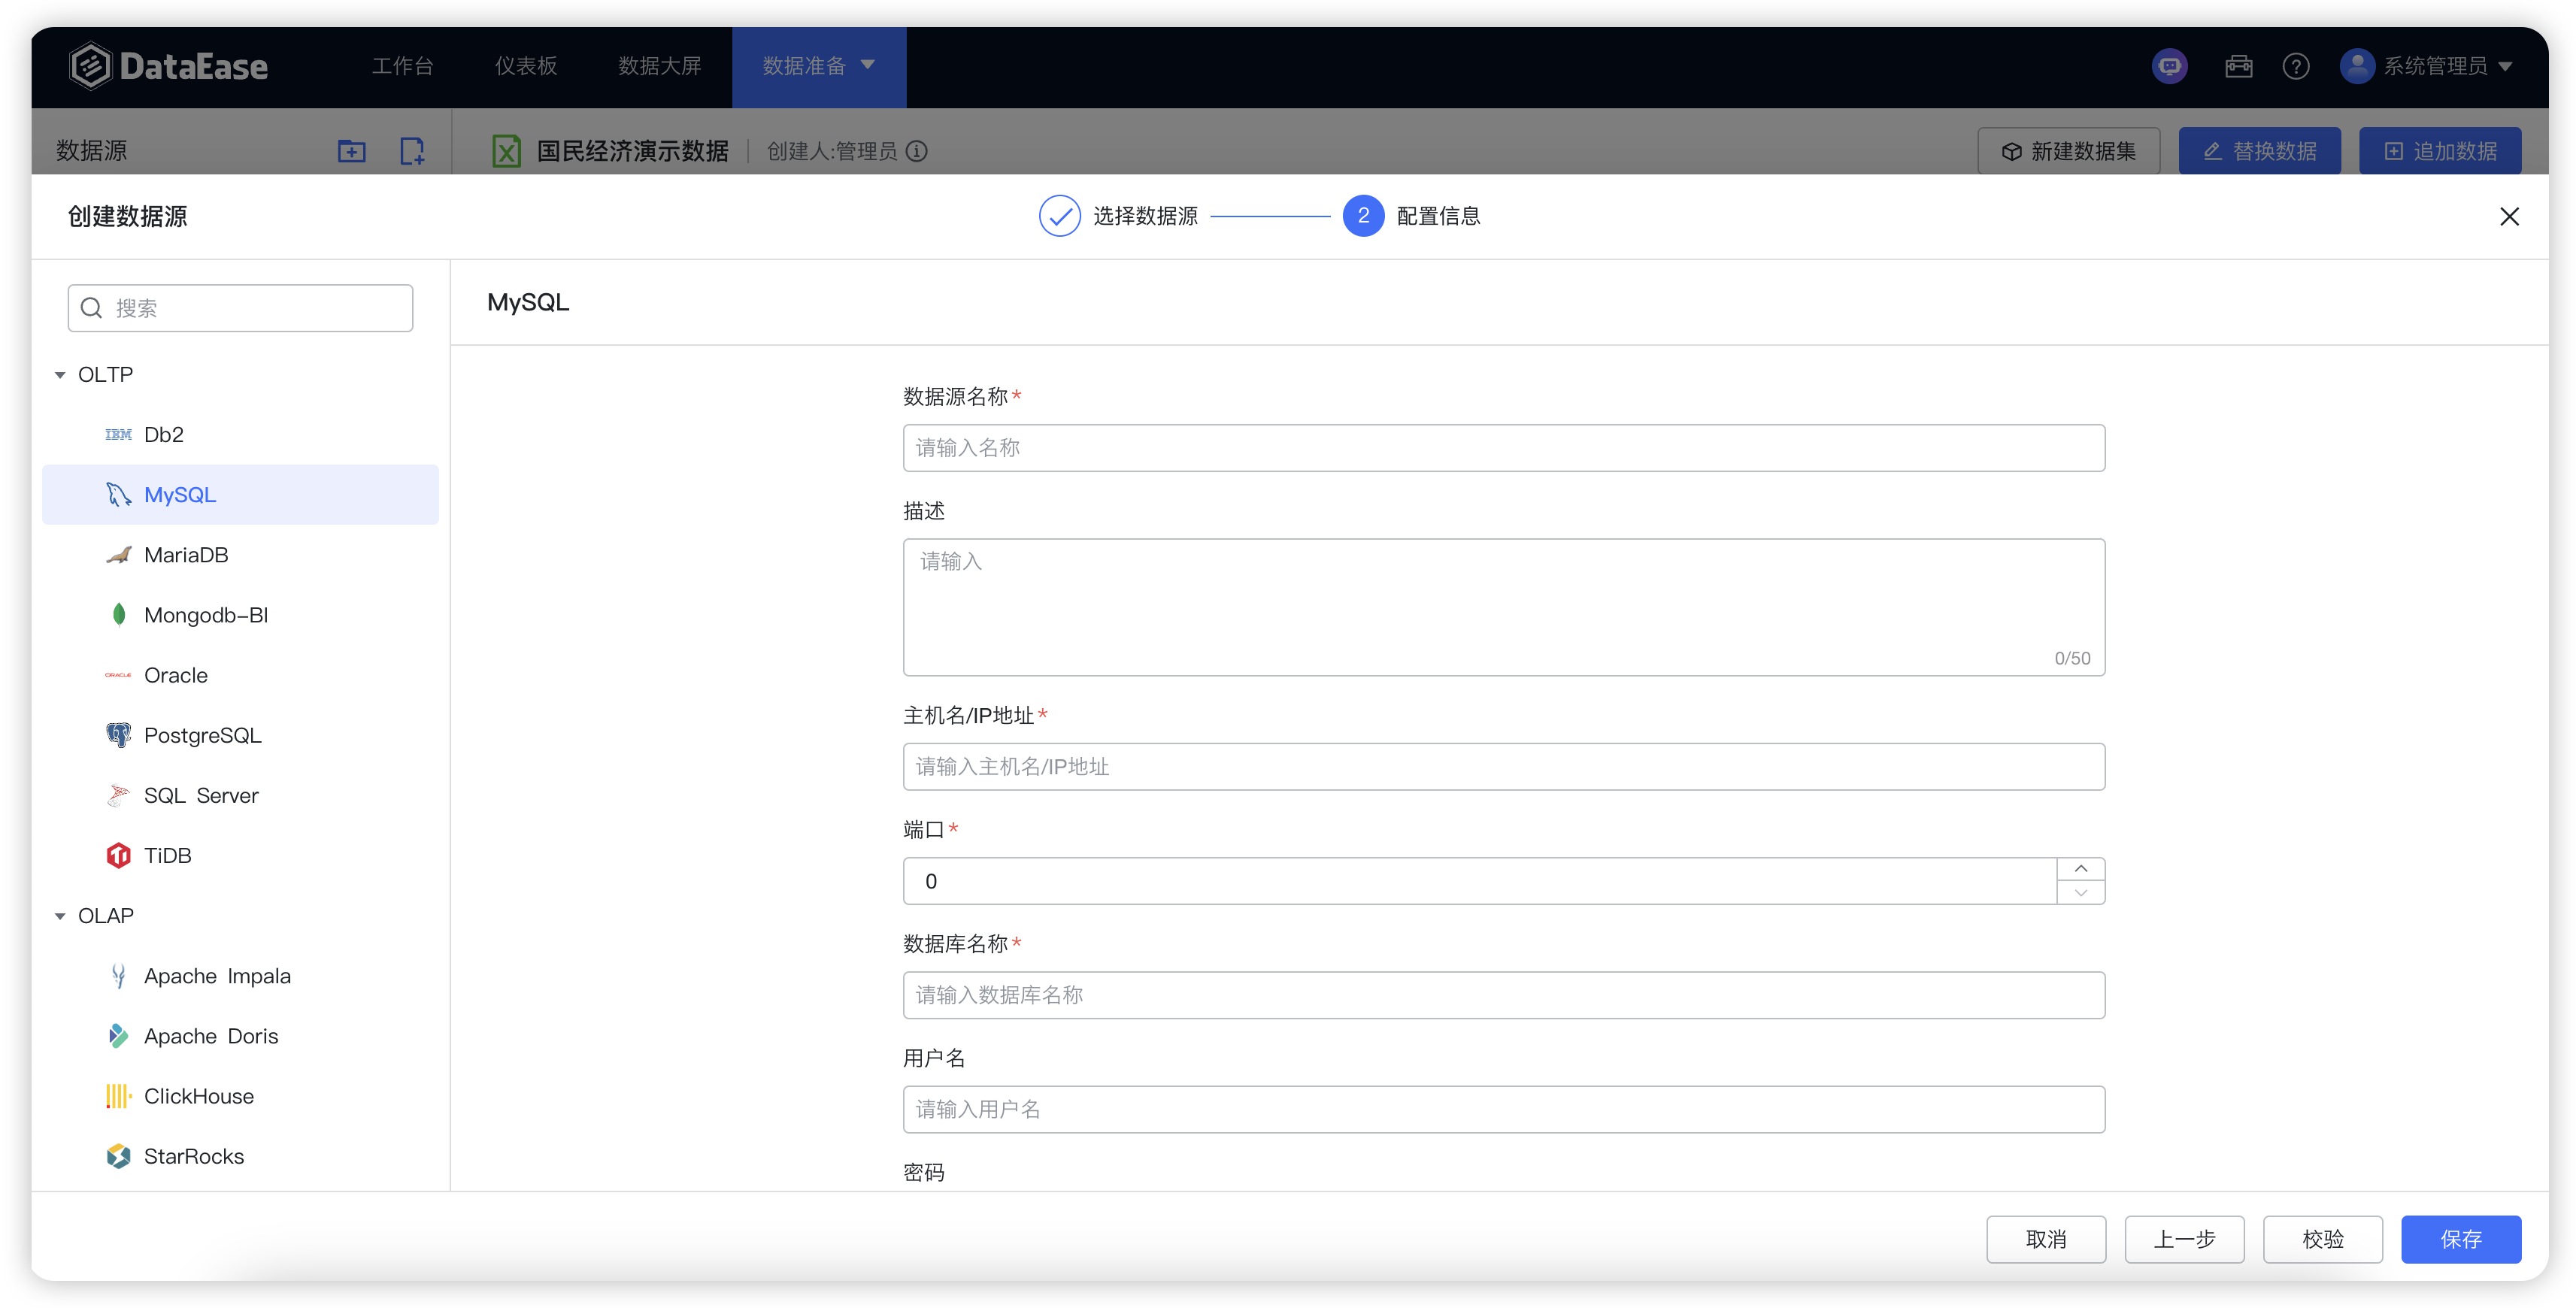 DataEase 工作台 仪表板 数据大屏 数据准备 系统管理员
数据源 国民经济演示数据 创建人:管理员 新建数据集 替换数据 追加数据
创建数据源 选择数据源 2 配置信息
搜索
MySQL
OLTP
IBM Db2
MySQL
MariaDB
Mongodb-BI
ORACLE Oracle
PostgreSQL
SQL Server
TiDB
OLAP
Apache Impala
Apache Doris
ClickHouse
StarRocks
数据源名称*
请输入名称
描述
请输入
0/50
主机名/IP地址*
请输入主机名/IP地址
端口*
0
数据库名称*
请输入数据库名称
用户名
请输入用户名
密码
取消 上一步 校验 保存